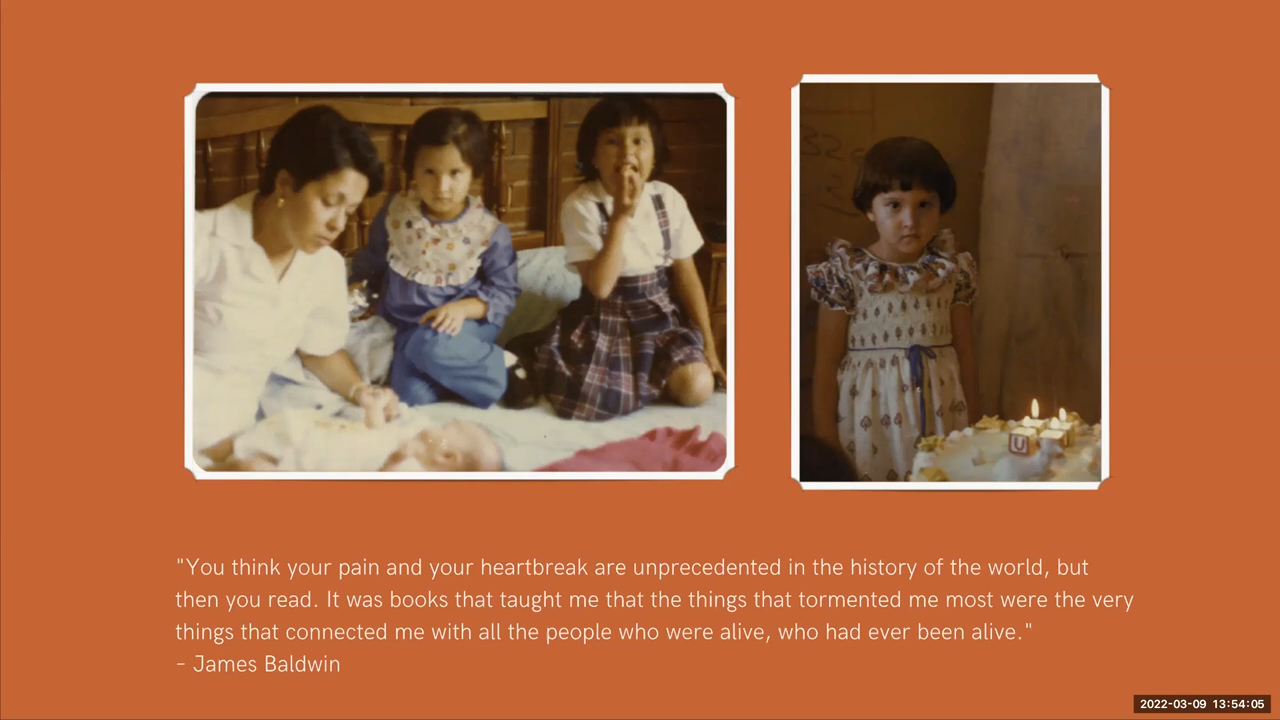 U
"You think your pain and your heartbreak are unprecedented in the history of the world, but
then you read. It was books that taught me that the things that tormented me most were the very
things that connected me with all the people who were alive, who had ever been alive."
– James Baldwin
2022-03-09 13:54:05